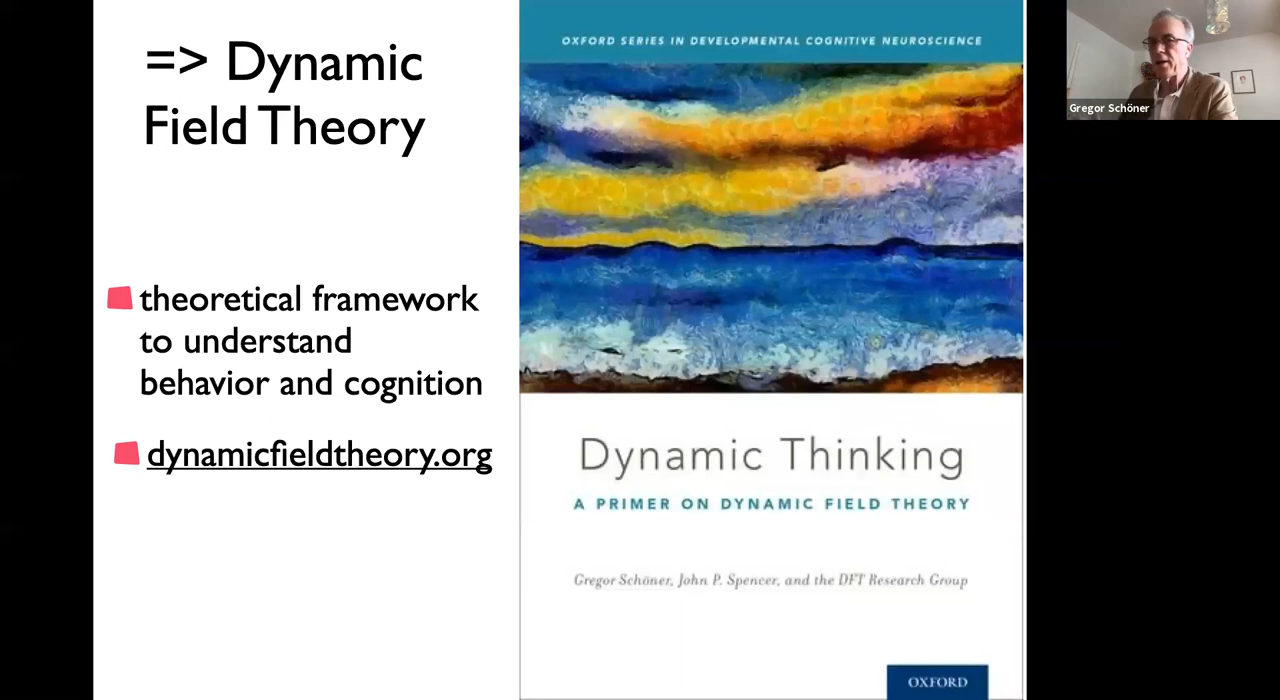 => Dynamic
Field Theory
theoretical framework
to understand
behavior and cognition
dynamicfieldtheory.org
OXFORD SERIES IN DEVELOPMENTAL COGNITIVE NEUROSCIENCE
Dynamic Thinking
A PRIMER ON DYNAMIC FIELD THEORY
Gregor Schöner, John P. Spencer, and the DFT Research Group
OXFORD
Gregor Schöner